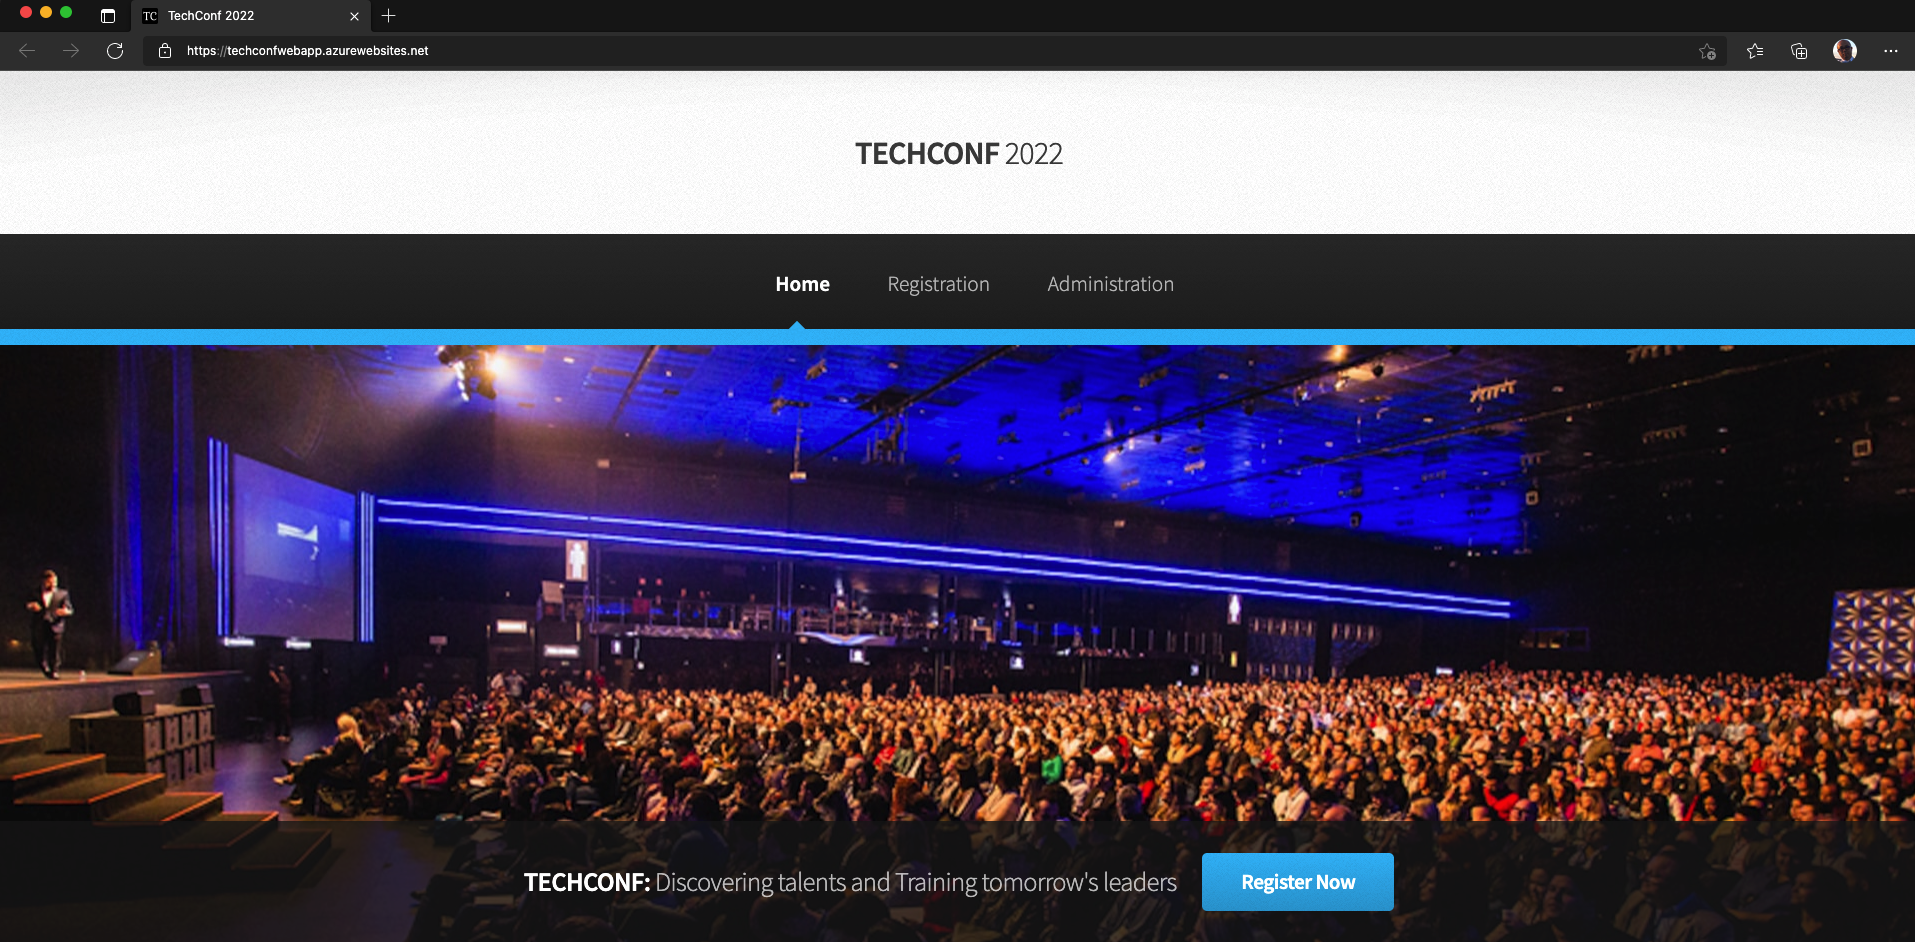 TC TechConf 2022
https://techconfwebapp.azurewebsites.net
TECHCONF 2022
Home Registration Administration
TECHCONF: Discovering talents and Training tomorrow's leaders Register Now